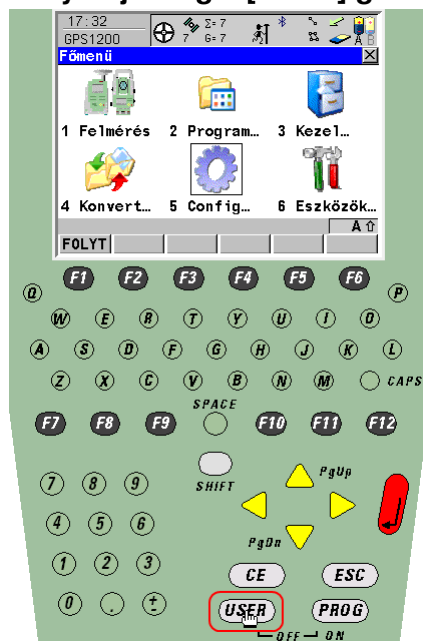 17:32
GPS1200
7
Σ= 7
G= 7
A B
Főmenü
1 Felmérés 2 Program… 3 Kezel…
4 Konvert… 5 Config… 6 Eszközök…
A
FOLYT
F1 F2 F3 F4 F5 F6
Q P
W E R T Y U I O
A S D F G H J K L
Z X C V B N M CAPS
SPACE
F7 F8 F9 F10 F11 F12
7 8 9 SHIFT PgUp
4 5 6
PgDn
1 2 3 CE ESC
0 . ± USER PROG
OFF ON